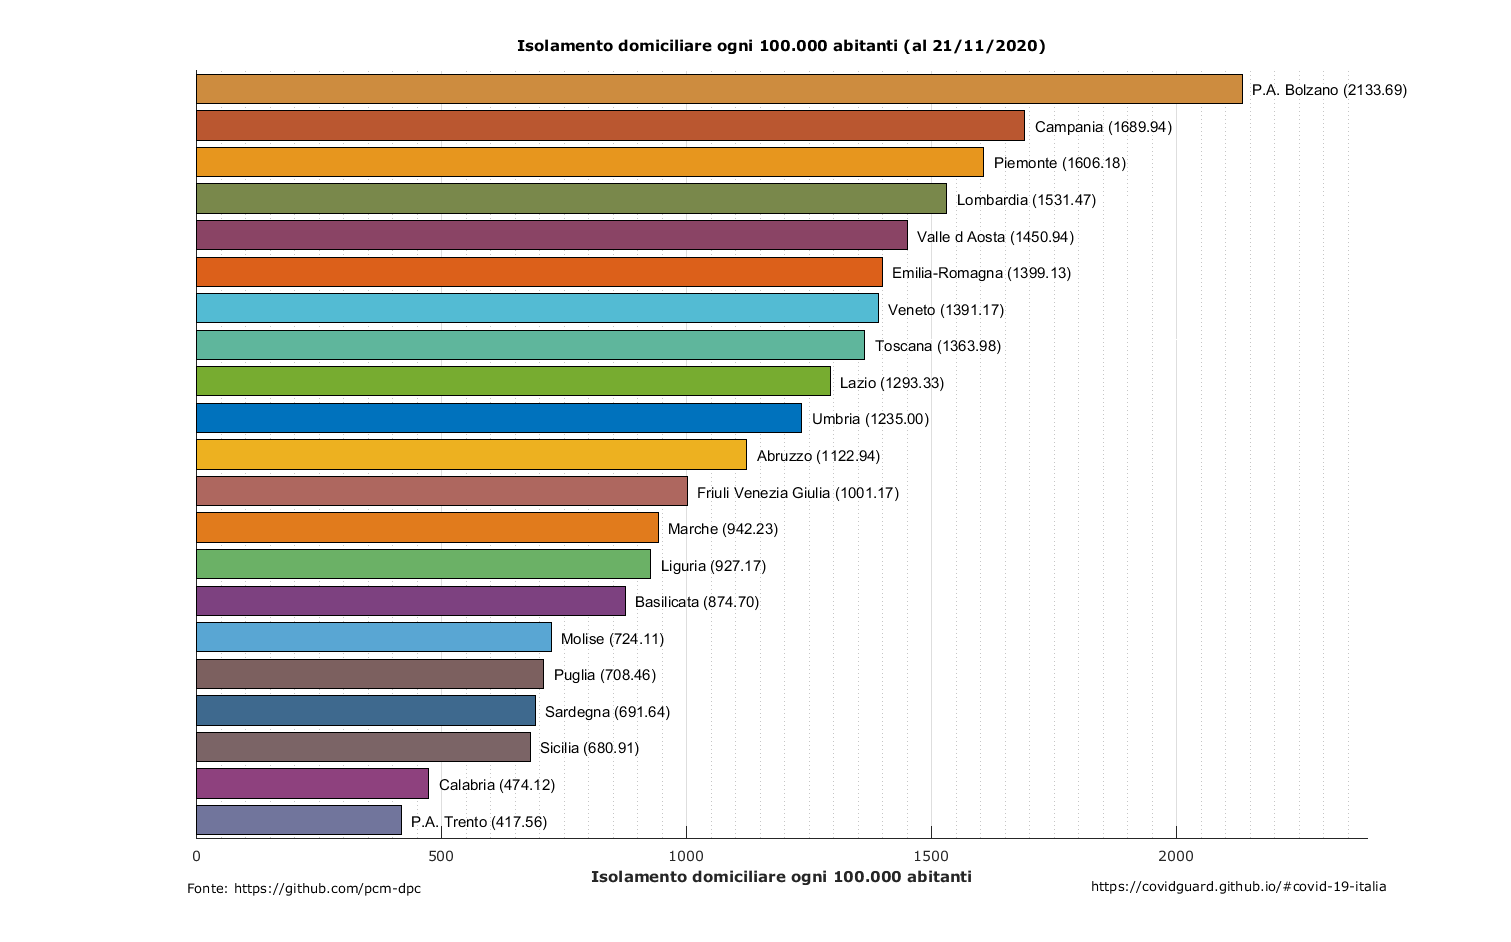 Isolamento domiciliare ogni 100.000 abitanti (al 21/11/2020)
P.A. Bolzano (2133.69)
Campania (1689.94)
Piemonte (1606.18)
Lombardia (1531.47)
Valle d Aosta (1450.94)
Emilia-Romagna (1399.13)
Veneto (1391.17)
Toscana (1363.98)
Lazio (1293.33)
Umbria (1235.00)
Abruzzo (1122.94)
Friuli Venezia Giulia (1001.17)
Marche (942.23)
Liguria (927.17)
Basilicata (874.70)
Molise (724.11)
Puglia (708.46)
Sardegna (691.64)
Sicilia (680.91)
Calabria (474.12)
P.A. Trento (417.56)
0 500 1000 1500 2000
Isolamento domiciliare ogni 100.000 abitanti
Fonte: https://github.com/pcm-dpc
https://covidguard.github.io/#covid-19-italia